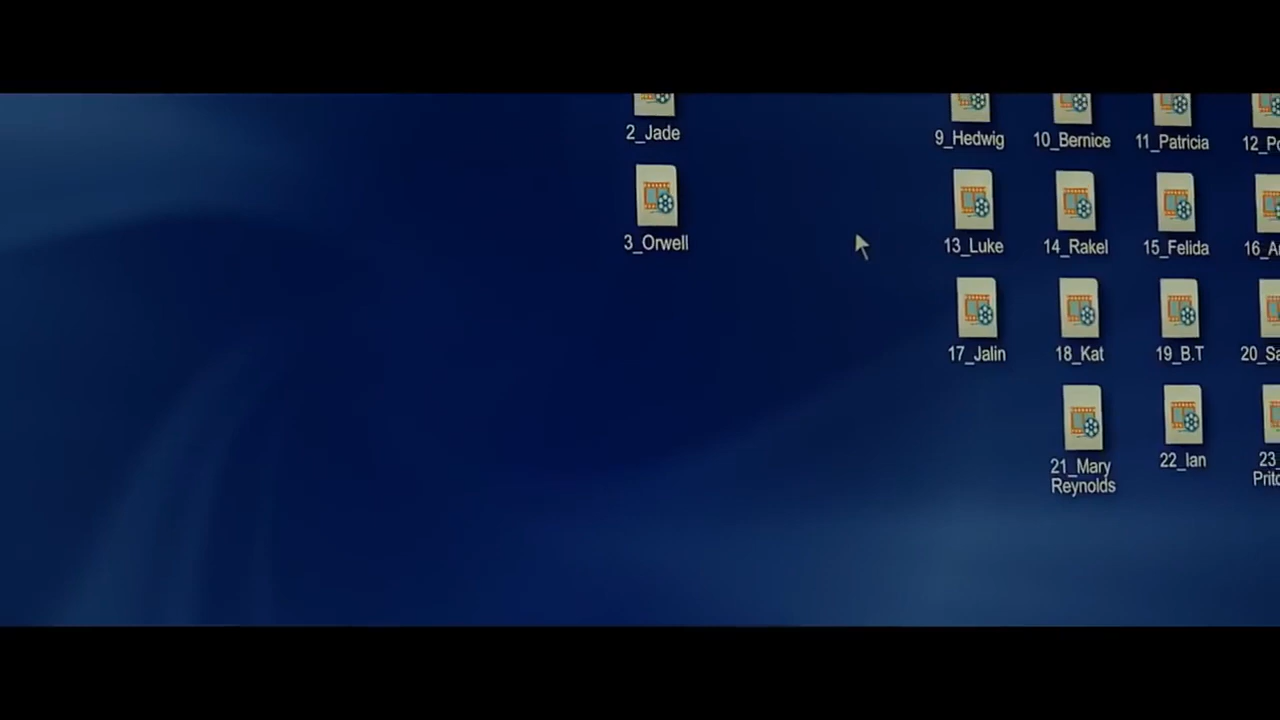 2_Jade
9_Hedwig 10_Bernice 11_Patricia
3_Orwell
13_Luke 14_Rakel 15_Felida
17_Jalin 18_Kat 19_B.T
21_Mary
Reynolds
22_Ian